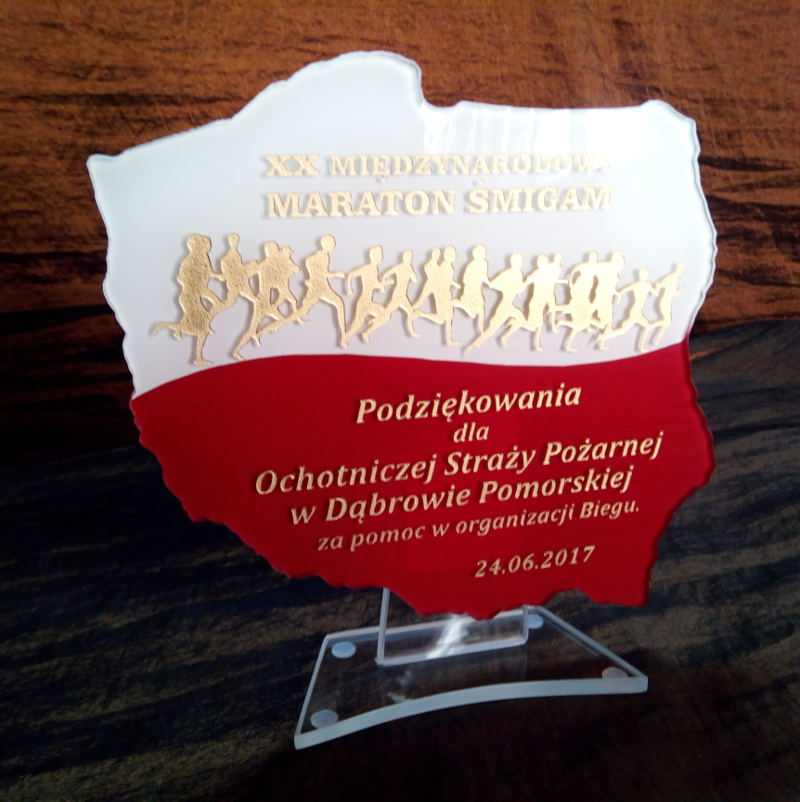 XX MIĘDZYNARODOWY
MARATON ŚMIGAM
Podziękowania
dla
Ochotniczej Straży Pożarnej
w Dąbrowie Pomorskiej
za pomoc w organizacji Biegu.
24.06.2017